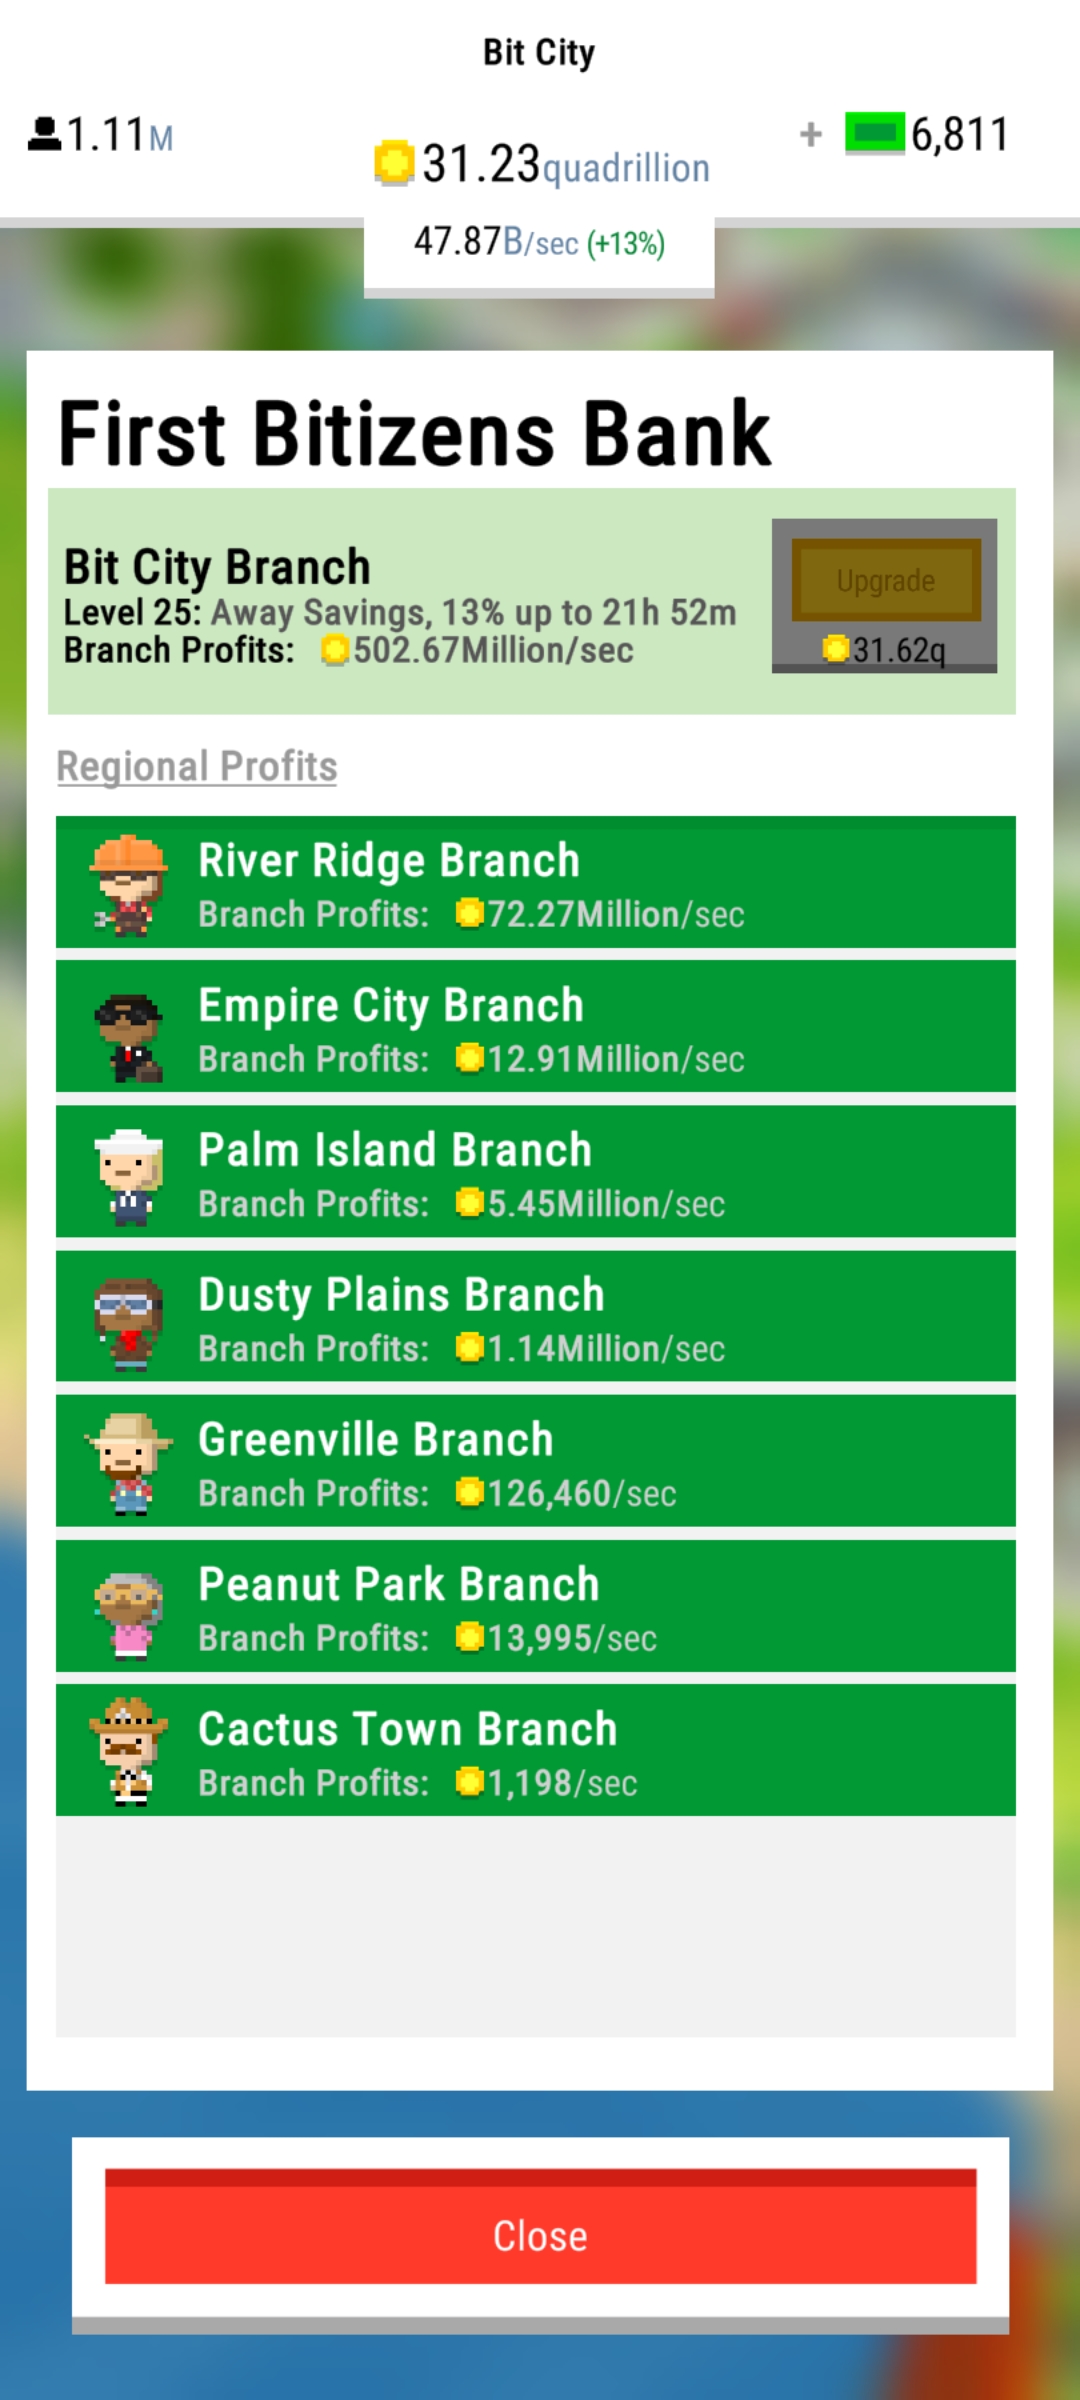 Bit City
1.11M
31.23quadrillion
+ 6,811
47.87B/sec (+13%)
First Bitizens Bank
Bit City Branch
Level 25: Away Savings, 13% up to 21h 52m
Branch Profits: 502.67Million/sec
Upgrade
31.62q
Regional Profits
River Ridge Branch
Branch Profits: 72.27Million/sec
Empire City Branch
Branch Profits: 12.91Million/sec
Palm Island Branch
Branch Profits: 5.45Million/sec
Dusty Plains Branch
Branch Profits: 1.14Million/sec
Greenville Branch
Branch Profits: 126,460/sec
Peanut Park Branch
Branch Profits: 13,995/sec
Cactus Town Branch
Branch Profits: 1,198/sec
Close